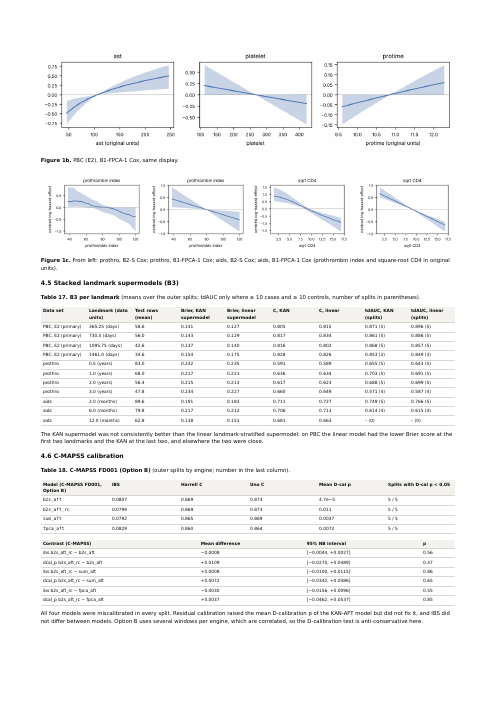 ast
platelet
protime
ast (original units)
platelet
protime (original units)
Figure 1b. PBC (E2), B1-FPCA-1 Cox, same display.
prothrombin index
prothrombin index
sqrt CD4
sqrt CD4
prothrombin index
prothrombin index
sqrt CD4
sqrt CD4
Figure 1c. From left: prothro, B2-S Cox; prothro, B1-FPCA-1 Cox; aids, B2-S Cox; aids, B1-FPCA-1 Cox (prothrombin index and square-root CD4 in original
units).
4.5 Stacked landmark supermodels (B3)
Table 17. B3 per landmark (means over the outer splits; tdAUC only where ≥ 10 cases and ≥ 10 controls, number of splits in parentheses).
Data set Landmark (data units) Test rows (mean) Brier, KAN supermodel Brier, linear supermodel C, KAN C, linear tdAUC, KAN (splits) tdAUC, linear (splits)
PBC, E2 (primary) 365.25 (days) 58.6 0.141 0.127 0.805 0.815 0.871 (5) 0.896 (5)
PBC, E2 (primary) 730.5 (days) 56.0 0.129 0.123 0.834 0.833 0.861 (5) 0.886 (5)
PBC, E2 (primary) 1095.75 (days) 42.6 0.137 0.140 0.816 0.802 0.868 (5) 0.857 (5)
PBC, E2 (primary) 1461.0 (days) 34.6 0.154 0.175 0.828 0.826 0.853 (3) 0.849 (3)
prothro 0.5 (years) 83.0 0.232 0.235 0.589 0.599 0.655 (5) 0.643 (5)
prothro 1.0 (years) 68.0 0.217 0.221 0.636 0.634 0.703 (5) 0.691 (5)
prothro 2.0 (years) 56.4 0.215 0.213 0.617 0.623 0.688 (5) 0.699 (5)
prothro 3.0 (years) 47.8 0.234 0.227 0.660 0.649 0.571 (4) 0.587 (4)
aids 2.0 (months) 89.6 0.191 0.183 0.711 0.727 0.749 (5) 0.766 (5)
aids 6.0 (months) 79.8 0.217 0.212 0.706 0.713 0.614 (4) 0.615 (4)
aids 12.0 (months) 62.8 0.138 0.151 0.681 0.663 – (0) – (0)
The KAN supermodel was not consistently better than the linear landmark-stratified supermodel: on PBC the linear model had the lower Brier score at the
first two landmarks and the KAN at the last two, and elsewhere the two were close.
4.6 C-MAPSS calibration
Table 18. C-MAPSS FD001 (Option B) (outer splits by engine; number in the last column).
Model (C-MAPSS FD001, Option B) IBS Harrell C Uno C Mean D-cal p Splits with D-cal p < 0.05
b2s_aft 0.0807 0.869 0.873 4.7e−5 5 / 5
b2s_aft_rc 0.0799 0.869 0.873 0.011 5 / 5
sum_aft 0.0792 0.865 0.869 0.0037 5 / 5
fpca_aft 0.0829 0.860 0.864 0.0072 5 / 5
Contrast (C-MAPSS) Mean difference 95% NB interval p
ibs b2s_aft_rc − b2s_aft −0.0008 [−0.0044, +0.0027] 0.56
dcal_p b2s_aft_rc − b2s_aft +0.0109 [−0.0270, +0.0489] 0.47
ibs b2s_aft_rc − sum_aft +0.0008 [−0.0100, +0.0115] 0.86
dcal_p b2s_aft_rc − sum_aft +0.0072 [−0.0342, +0.0486] 0.65
ibs b2s_aft_rc − fpca_aft −0.0030 [−0.0156, +0.0096] 0.55
dcal_p b2s_aft_rc − fpca_aft +0.0037 [−0.0462, +0.0537] 0.85
All four models were miscalibrated in every split. Residual calibration raised the mean D-calibration p of the KAN-AFT model but did not fix it, and IBS did
not differ between models. Option B uses several windows per engine, which are correlated, so the D-calibration test is anti-conservative here.